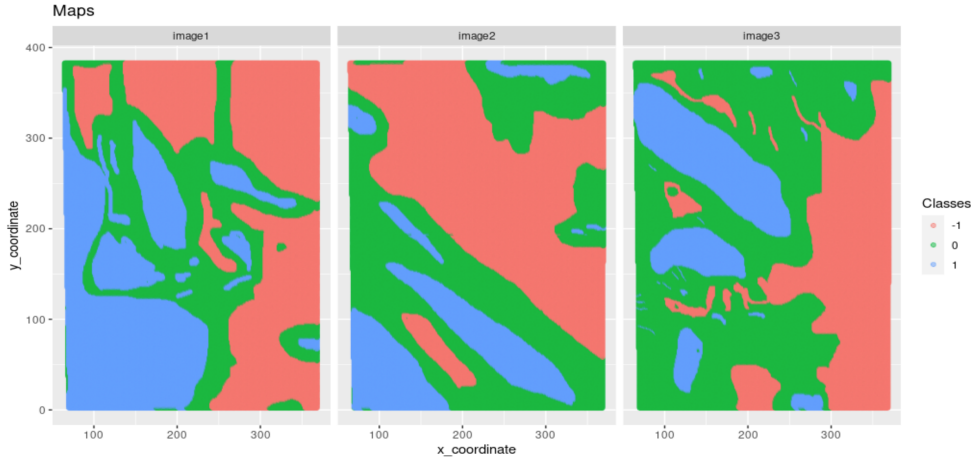 Maps
image1 image2 image3
400
300
200
100
0
y_coordinate
100 200 300 100 200 300 100 200 300
x_coordinate
Classes
-1
0
1